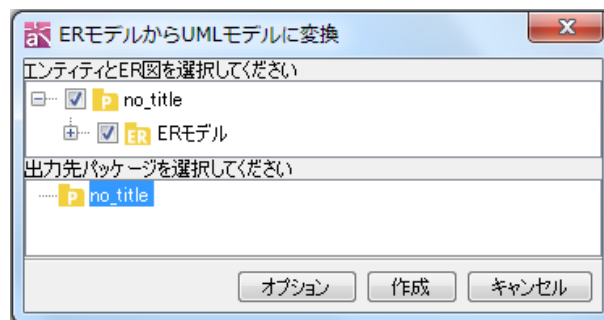 ERモデルからUMLモデルに変換
エンティティとER図を選択してください
P no_title
ER ERモデル
出力先パッケージを選択してください
P no_title
オプション 作成 キャンセル